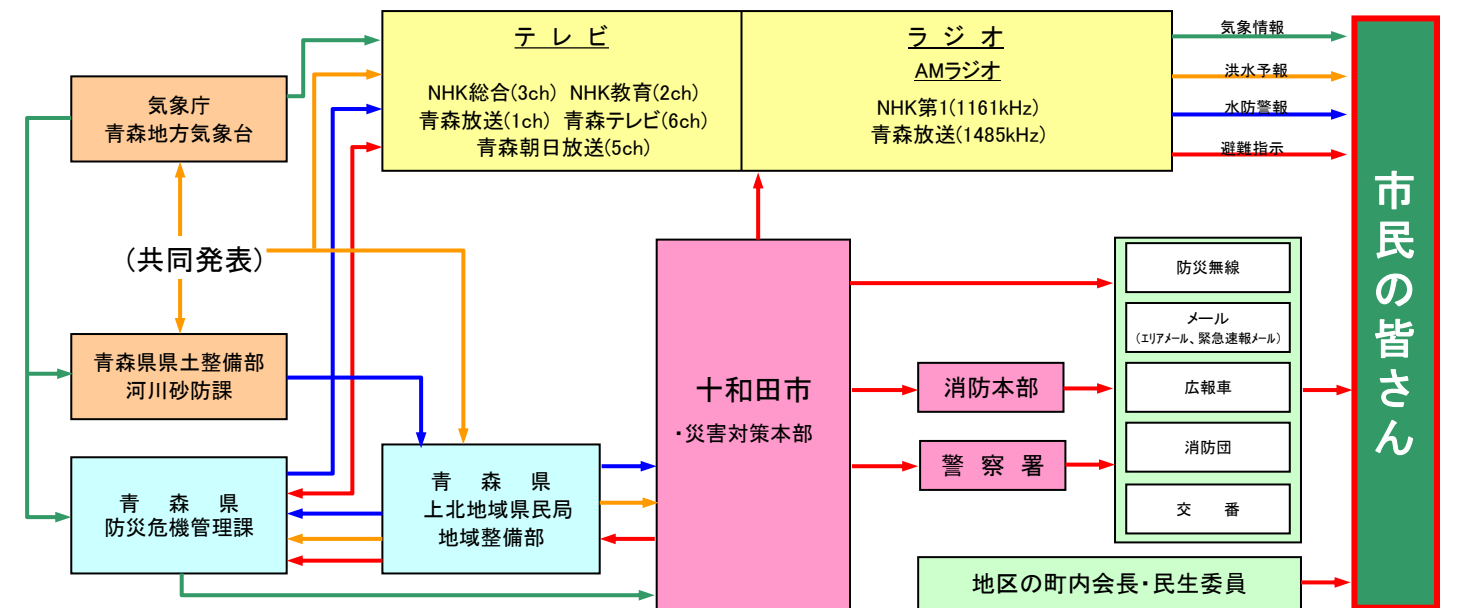 テレビ
NHK総合(3ch) NHK教育(2ch)
青森放送(1ch) 青森テレビ(6ch)
青森朝日放送(5ch)
ラジオ
AMラジオ
NHK第1(1161kHz)
青森放送(1485kHz)
気象情報
洪水予報
水防警報
避難指示
市民の皆さん
気象庁
青森地方気象台
(共同発表)
青森県県土整備部
河川砂防課
青森県
防災危機管理課
青森県
上北地域県民局
地域整備部
十和田市
・災害対策本部
消防本部
警察署
防災無線
メール
(エリアメール、緊急速報メール)
広報車
消防団
交番
地区の町内会長・民生委員